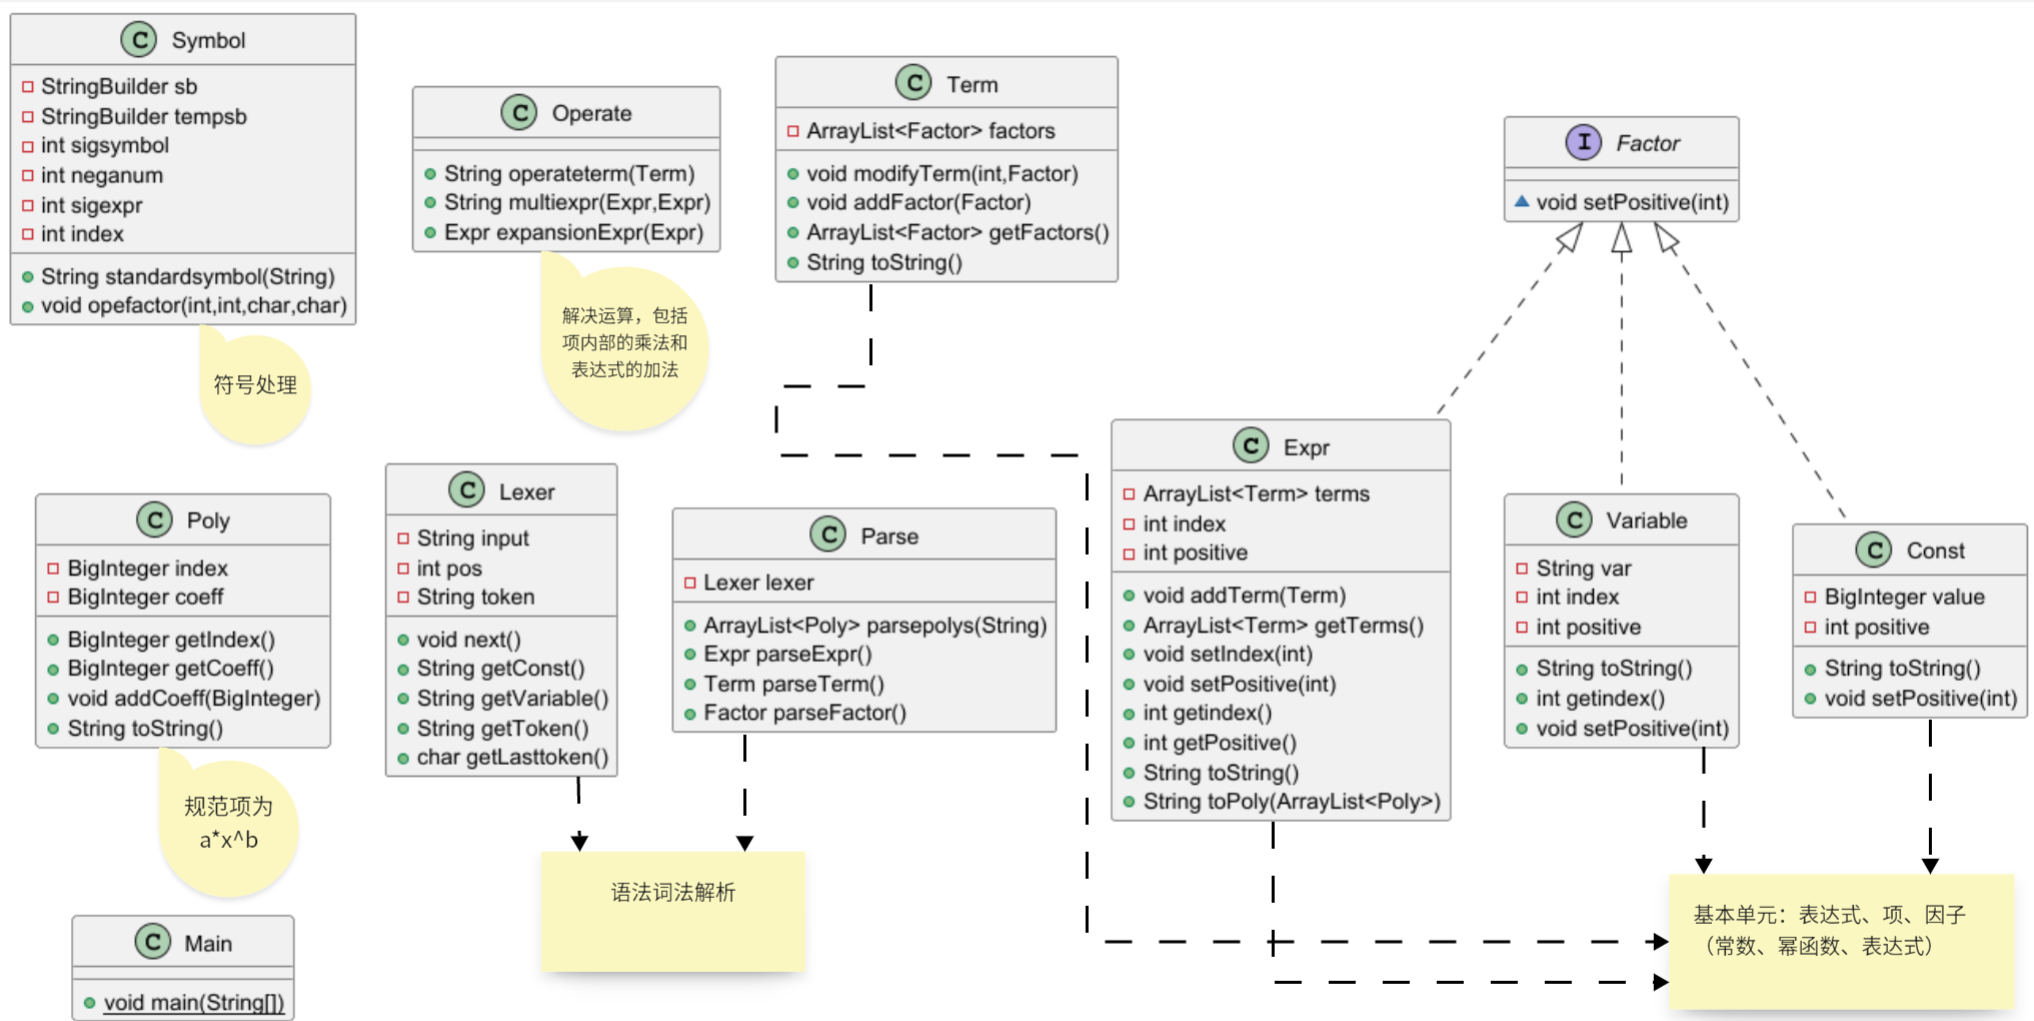 C Symbol
StringBuilder sb
StringBuilder tempsb
int sigsymbol
int neganum
int sigexpr
int index
String standardsymbol(String)
void opefactor(int,int,char,char)
符号处理
C Operate
String operateterm(Term)
String multiexpr(Expr,Expr)
Expr expansionExpr(Expr)
解决运算，包括
项内部的乘法和
表达式的加法
C Term
ArrayList<Factor> factors
void modifyTerm(int,Factor)
void addFactor(Factor)
ArrayList<Factor> getFactors()
String toString()
I Factor
void setPositive(int)
C Poly
BigInteger index
BigInteger coeff
BigInteger getIndex()
BigInteger getCoeff()
void addCoeff(BigInteger)
String toString()
规范项为
a*x^b
C Lexer
String input
int pos
String token
void next()
String getConst()
String getVariable()
String getToken()
char getLasttoken()
C Parse
Lexer lexer
ArrayList<Poly> parsepolys(String)
Expr parseExpr()
Term parseTerm()
Factor parseFactor()
语法词法解析
C Expr
ArrayList<Term> terms
int index
int positive
void addTerm(Term)
ArrayList<Term> getTerms()
void setIndex(int)
void setPositive(int)
int getindex()
int getPositive()
String toString()
String toPoly(ArrayList<Poly>)
C Variable
String var
int index
int positive
String toString()
int getindex()
void setPositive(int)
C Const
BigInteger value
int positive
String toString()
void setPositive(int)
基本单元：表达式、项、因子
（常数、幂函数、表达式）
C Main
void main(String[])